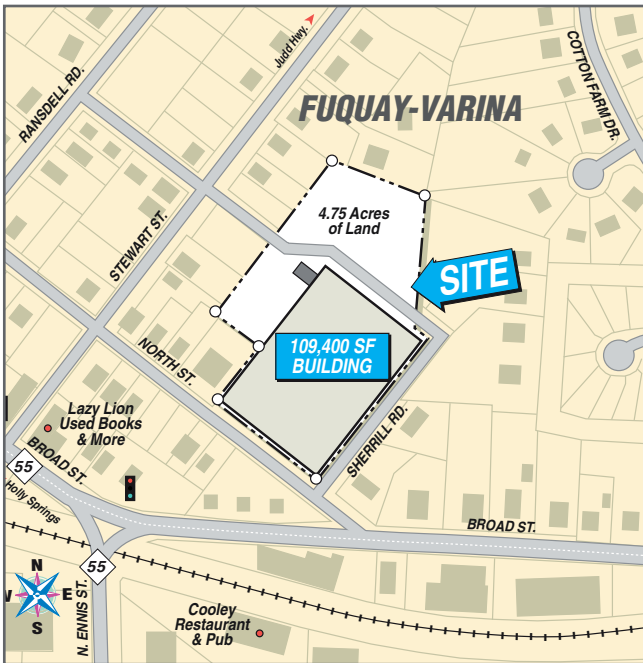 Judd Hwy.
RANSDELL RD.
COTTON FARM DR.
FUQUAY-VARINA
4.75 Acres
of Land
STEWART ST.
SITE
109,400 SF
BUILDING
NORTH ST.
Lazy Lion
Used Books
& More
SHERRILL RD.
BROAD ST.
55
Holly Springs
BROAD ST.
55
N
W
E
S
N. ENNIS ST.
Cooley
Restaurant
& Pub